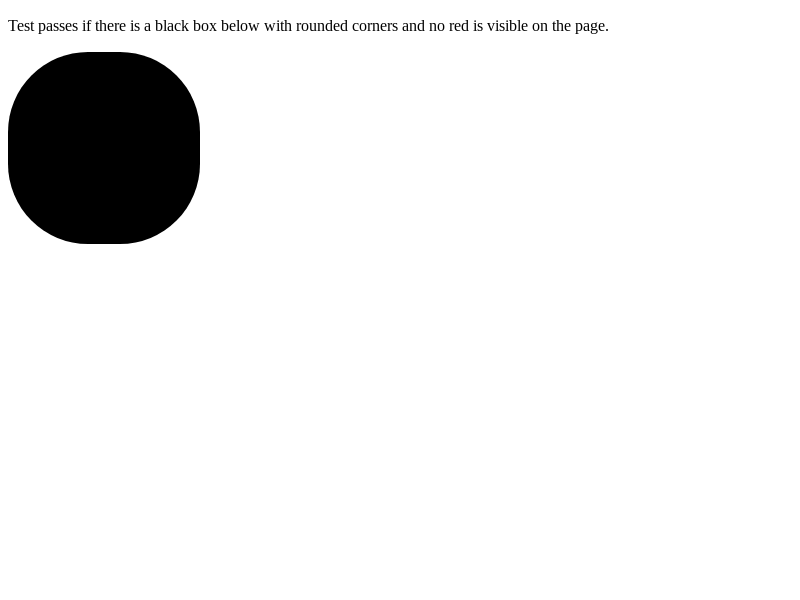 Test passes if there is a black box below with rounded corners and no red is visible on the page.